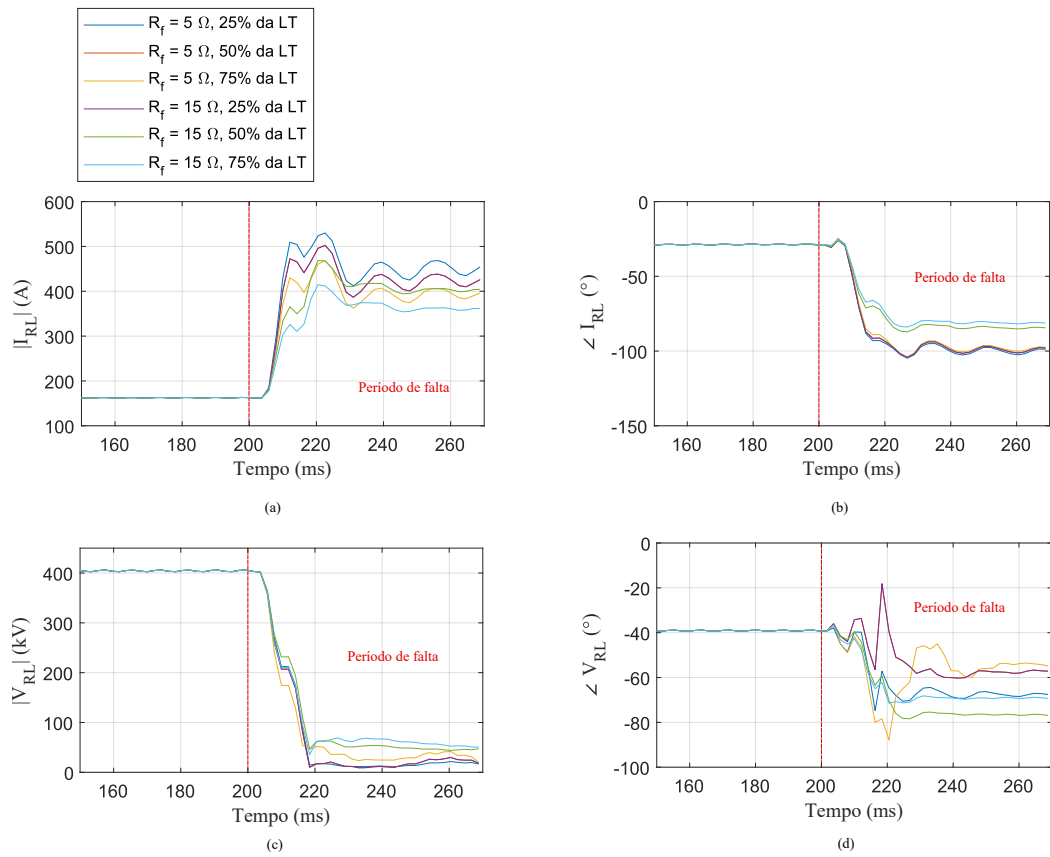 R_f = 5 Ω, 25% da LT
R_f = 5 Ω, 50% da LT
R_f = 5 Ω, 75% da LT
R_f = 15 Ω, 25% da LT
R_f = 15 Ω, 50% da LT
R_f = 15 Ω, 75% da LT
|I_RL| (A)
600
500
400
300
200
100
Período de falta
160 180 200 220 240 260
Tempo (ms)
(a)
∠ I_RL (°)
0
-50
-100
-150
Período de falta
160 180 200 220 240 260
Tempo (ms)
(b)
|V_RL| (kV)
400
300
200
100
0
Período de falta
160 180 200 220 240 260
Tempo (ms)
(c)
∠ V_RL (°)
0
-20
-40
-60
-80
-100
Período de falta
160 180 200 220 240 260
Tempo (ms)
(d)